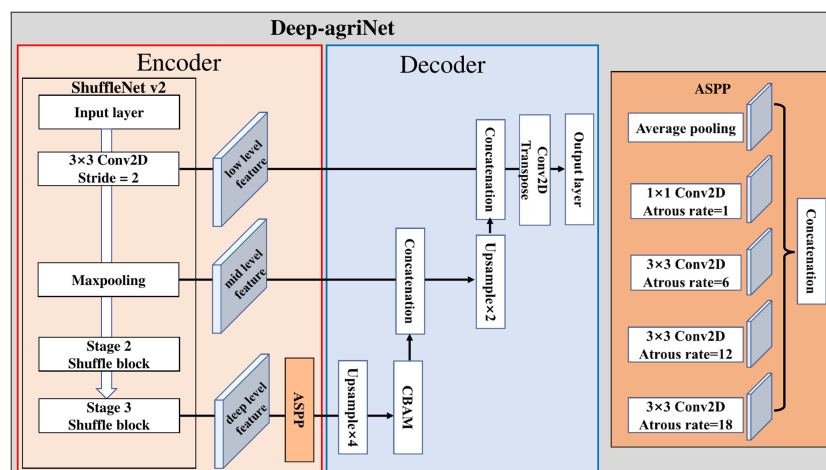 Deep-agriNet
Encoder
ShuffleNet v2
Input layer
3×3 Conv2D
Stride = 2
Maxpooling
Stage 2
Shuffle block
Stage 3
Shuffle block
low level
feature
mid level
feature
deep level
feature
ASPP
Decoder
Upsample×4
CBAM
Concatenation
Upsample×2
Concatenation
Conv2D
Transpose
Output layer
ASPP
Average pooling
1×1 Conv2D
Atrous rate=1
3×3 Conv2D
Atrous rate=6
3×3 Conv2D
Atrous rate=12
3×3 Conv2D
Atrous rate=18
Concatenation